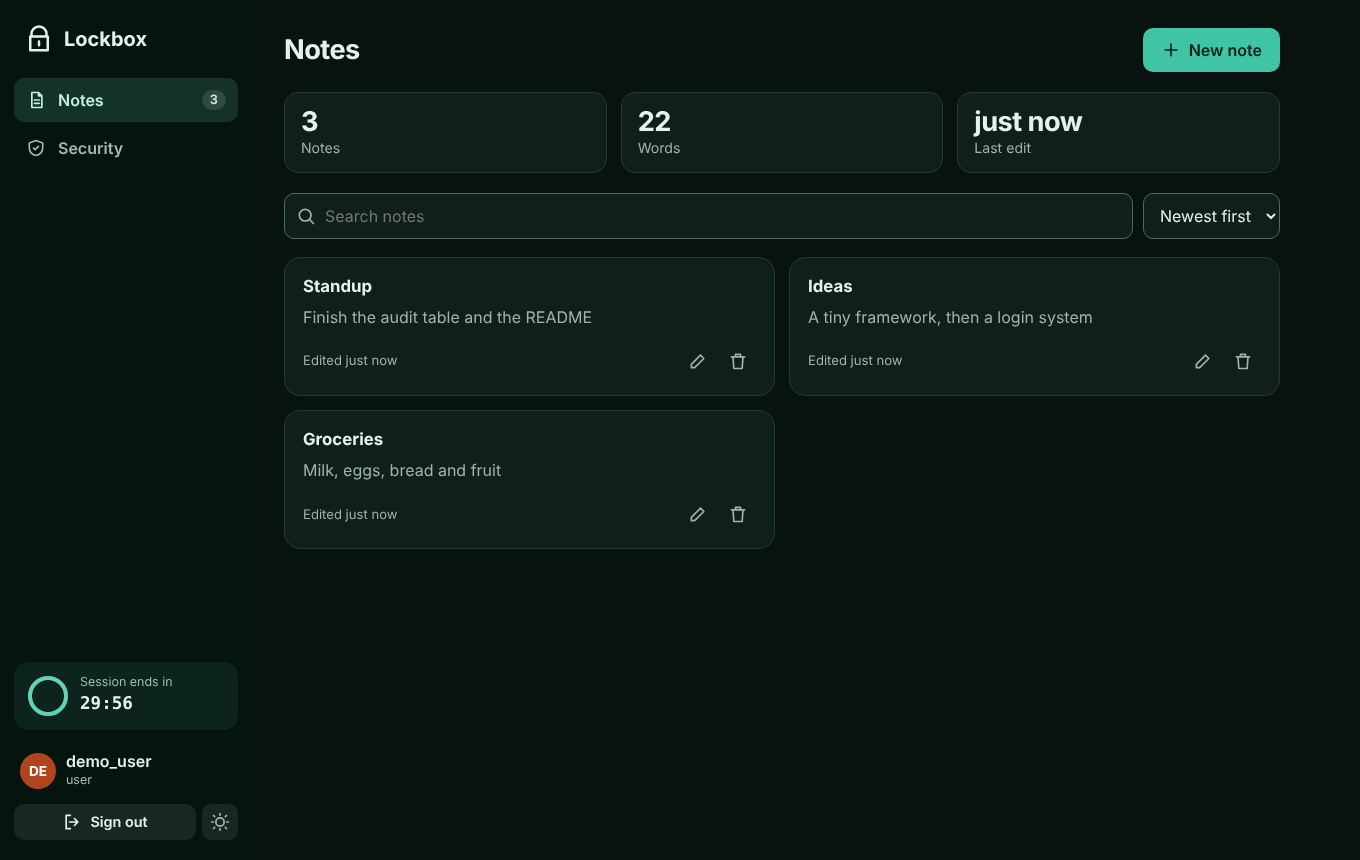 Lockbox
Notes
3
Security
Session ends in
29:56
DE
demo_user
user
Sign out
Notes
New note
3
Notes
22
Words
just now
Last edit
Search notes
Newest first
Standup
Finish the audit table and the README
Edited just now
Ideas
A tiny framework, then a login system
Edited just now
Groceries
Milk, eggs, bread and fruit
Edited just now